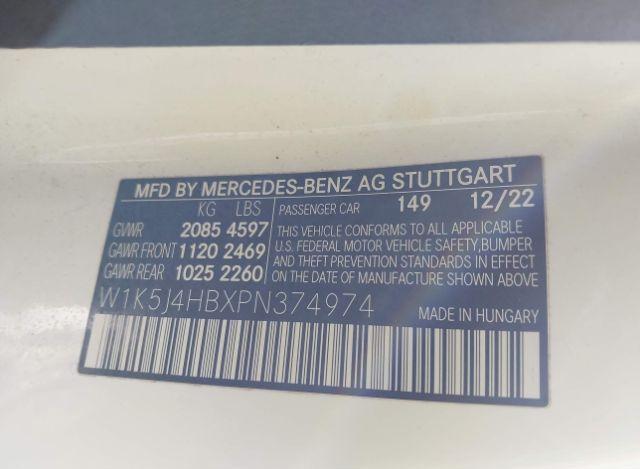 MFD BY MERCEDES-BENZ AG STUTTGART
KG LBS
GVWR 2085 4597
GAWR FRONT 1120 2469
GAWR REAR 1025 2260
PASSENGER CAR 149 12/22
THIS VEHICLE CONFORMS TO ALL APPLICABLE
U.S. FEDERAL MOTOR VEHICLE SAFETY,BUMPER
AND THEFT PREVENTION STANDARDS IN EFFECT
ON THE DATE OF MANUFACTURE SHOWN ABOVE
W1K5J4HBXPN374974
MADE IN HUNGARY